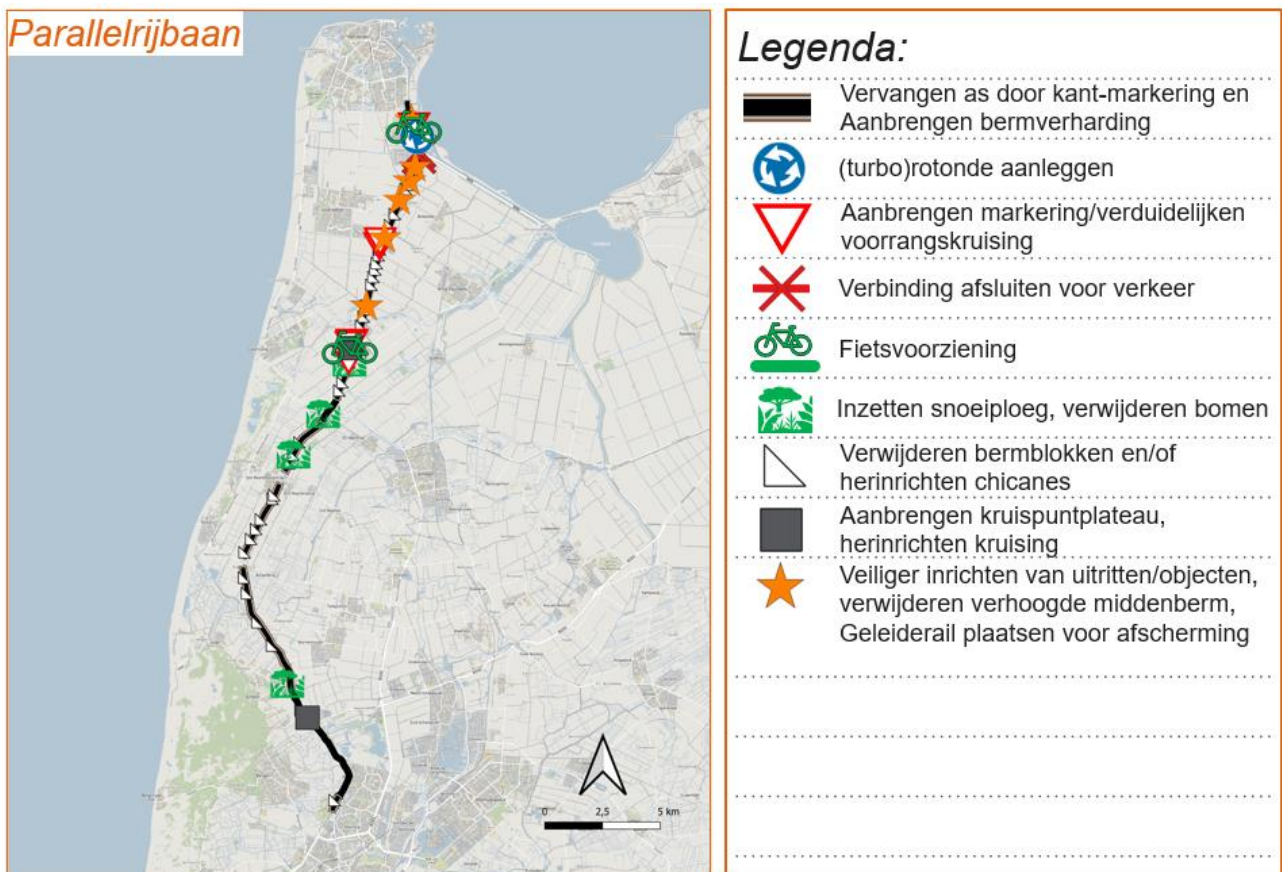 Parallelrijbaan
0 2,5 5 km
Legenda:
Vervangen as door kant-markering en
Aanbrengen bermverharding
(turbo)rotonde aanleggen
Aanbrengen markering/verduidelijken
voorrangskruising
Verbinding afsluiten voor verkeer
Fietsvoorziening
Inzetten snoeiploeg, verwijderen bomen
Verwijderen bermblokken en/of
herinrichten chicanes
Aanbrengen kruispuntplateau,
herinrichten kruising
Veiliger inrichten van uitritten/objecten,
verwijderen verhoogde middenberm,
Geleiderail plaatsen voor afscherming